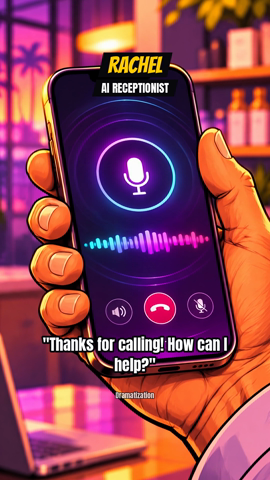 RACHEL
AI RECEPTIONIST
"Thanks for calling! How can I
help?"
Dramatization